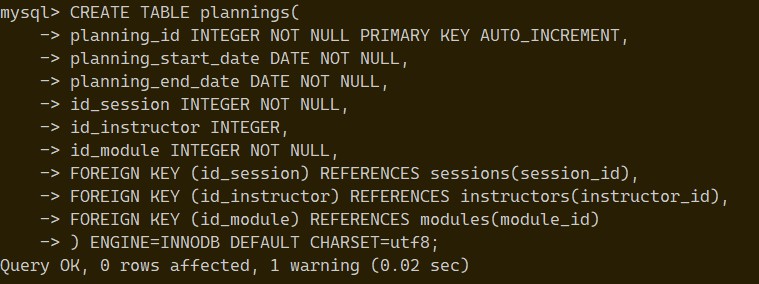 mysql> CREATE TABLE plannings(
    -> planning_id INTEGER NOT NULL PRIMARY KEY AUTO_INCREMENT,
    -> planning_start_date DATE NOT NULL,
    -> planning_end_date DATE NOT NULL,
    -> id_session INTEGER NOT NULL,
    -> id_instructor INTEGER,
    -> id_module INTEGER NOT NULL,
    -> FOREIGN KEY (id_session) REFERENCES sessions(session_id),
    -> FOREIGN KEY (id_instructor) REFERENCES instructors(instructor_id),
    -> FOREIGN KEY (id_module) REFERENCES modules(module_id)
    -> ) ENGINE=INNODB DEFAULT CHARSET=utf8;
Query OK, 0 rows affected, 1 warning (0.02 sec)